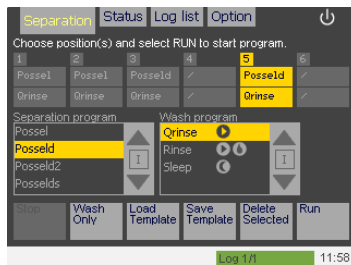 Separation Status Log list Option
Choose position(s) and select RUN to start program.
1 2 3 4 5 6
Possel Possel Posseld / Posseld /
Qrinse Qrinse Qrinse / Qrinse /
Separation program Wash program
Possel Qrinse
Posseld Rinse
Posseld2 Sleep
Posselds
Stop Wash Only Load Template Save Template Delete Selected Run
Log 1/1 11:58